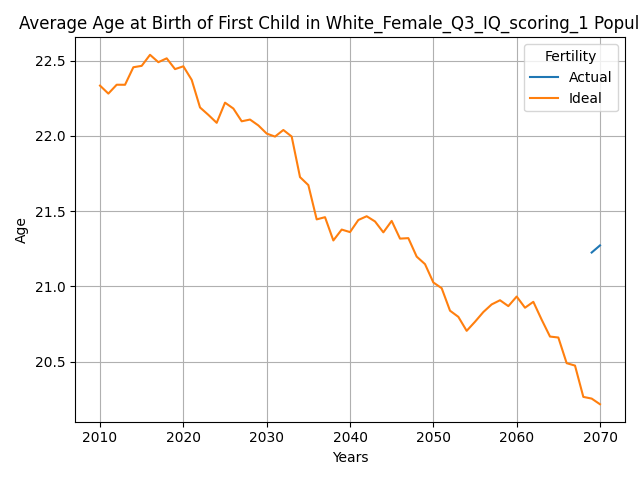 Average Age at Birth of First Child in White_Female_Q3_IQ_scoring_1 Popul
Fertility
Actual
Ideal
22.5
22.0
21.5
21.0
20.5
Age
2010 2020 2030 2040 2050 2060 2070
Years